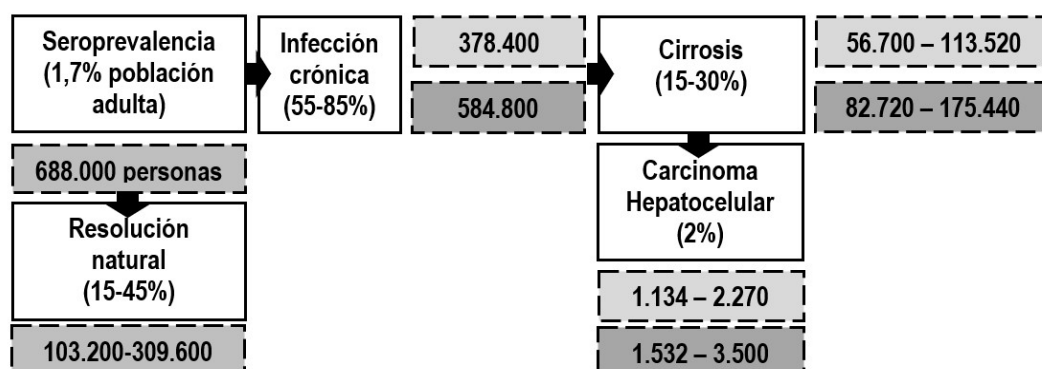 Seroprevalencia
(1,7% población
adulta)
688.000 personas
Resolución
natural
(15-45%)
103.200-309.600
Infección
crónica
(55-85%)
378.400
584.800
Cirrosis
(15-30%)
56.700 – 113.520
82.720 – 175.440
Carcinoma
Hepatocelular
(2%)
1.134 – 2.270
1.532 – 3.500